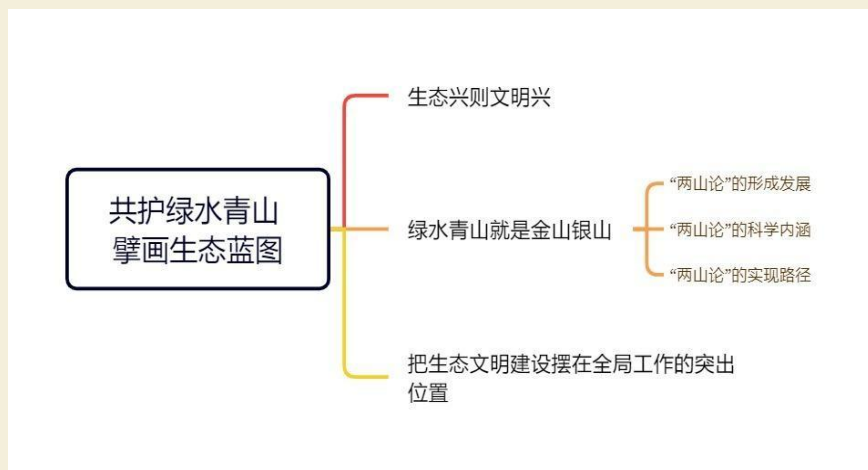 共护绿水青山
擘画生态蓝图
生态兴则文明兴
绿水青山就是金山银山
“两山论”的形成发展
“两山论”的科学内涵
“两山论”的实现路径
把生态文明建设摆在全局工作的突出
位置